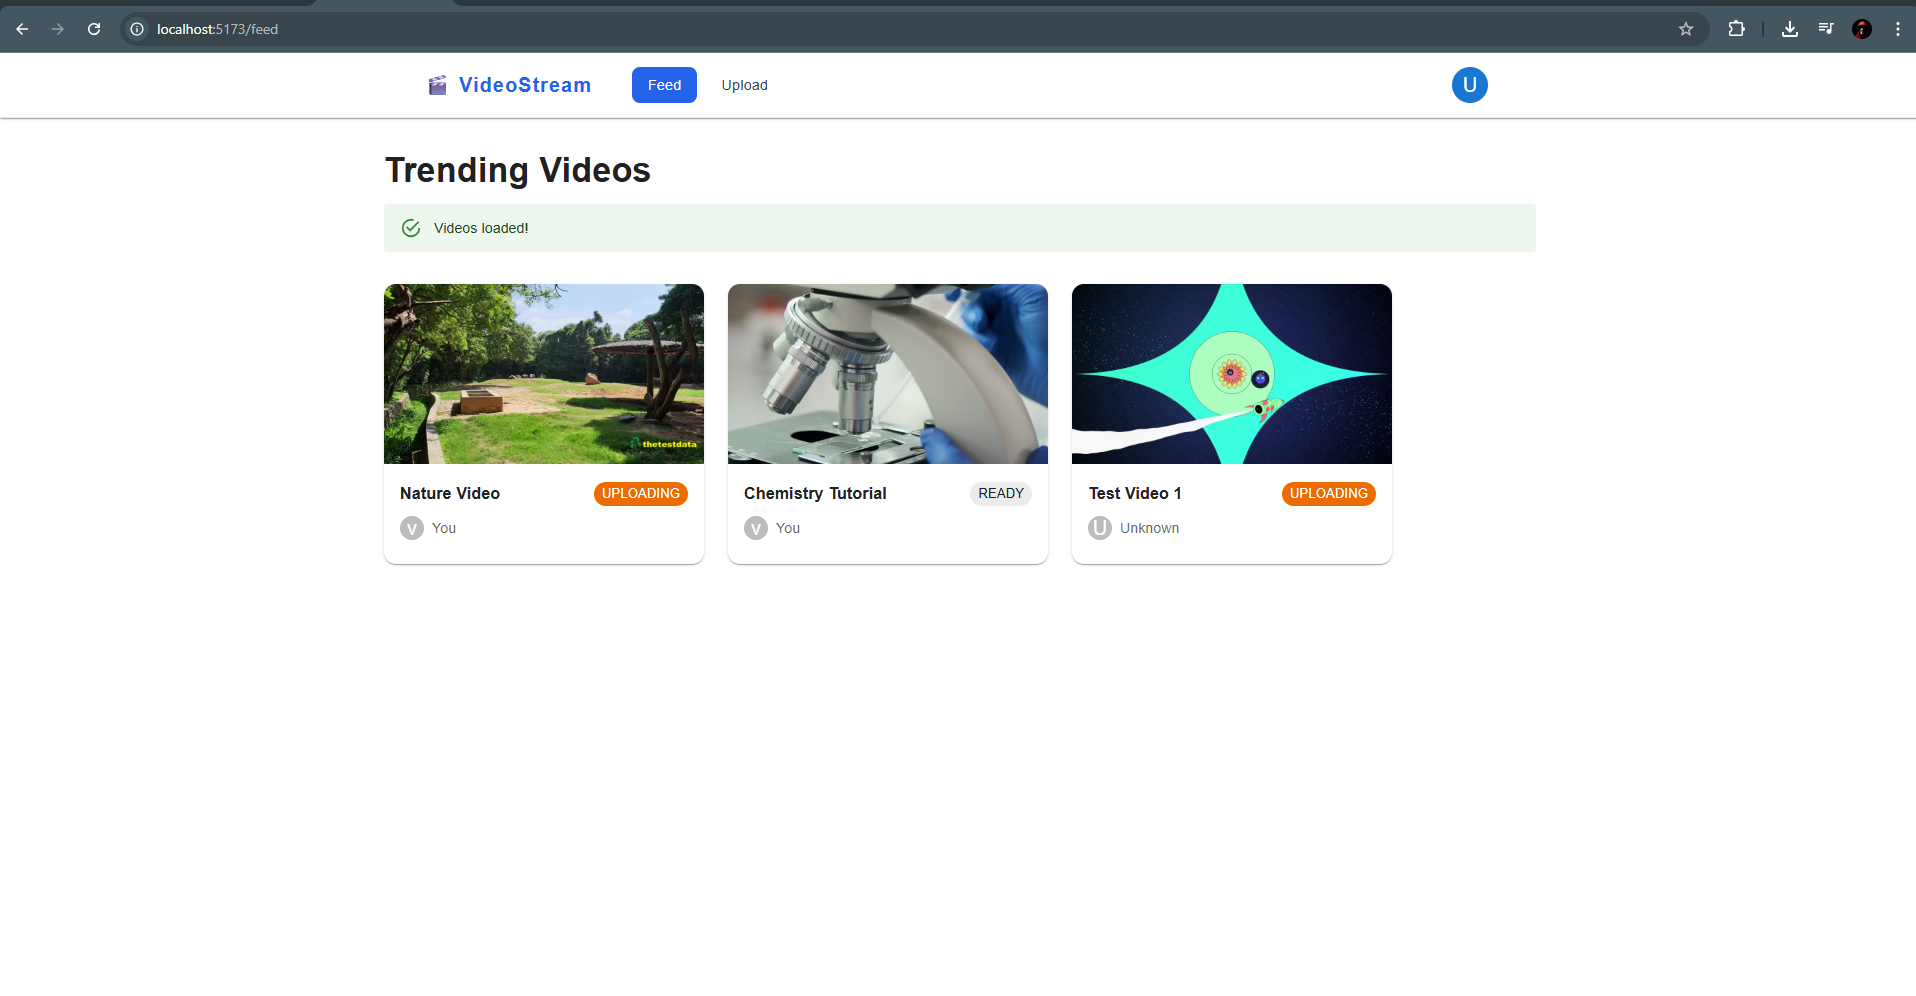 localhost:5173/feed
VideoStream
Feed
Upload
U
Trending Videos
Videos loaded!
thetestdata
Nature Video
UPLOADING
V
You
Chemistry Tutorial
READY
V
You
Test Video 1
UPLOADING
U
Unknown